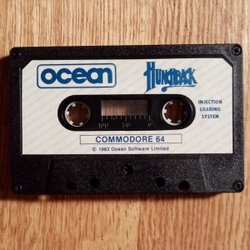 ocean HUNCHBACK
INJECTION
LOADING
SYSTEM
COMMODORE 64
© 1983 Ocean Software Limited